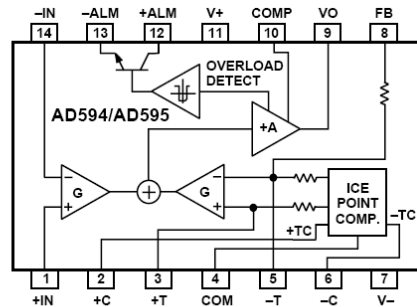 –IN –ALM +ALM V+ COMP VO FB
14 13 12 11 10 9 8
OVERLOAD
DETECT
AD594/AD595
+A
– –
G G
+ + +
ICE
POINT
COMP.
–TC
+TC
1 2 3 4 5 6 7
+IN +C +T COM –T –C V–